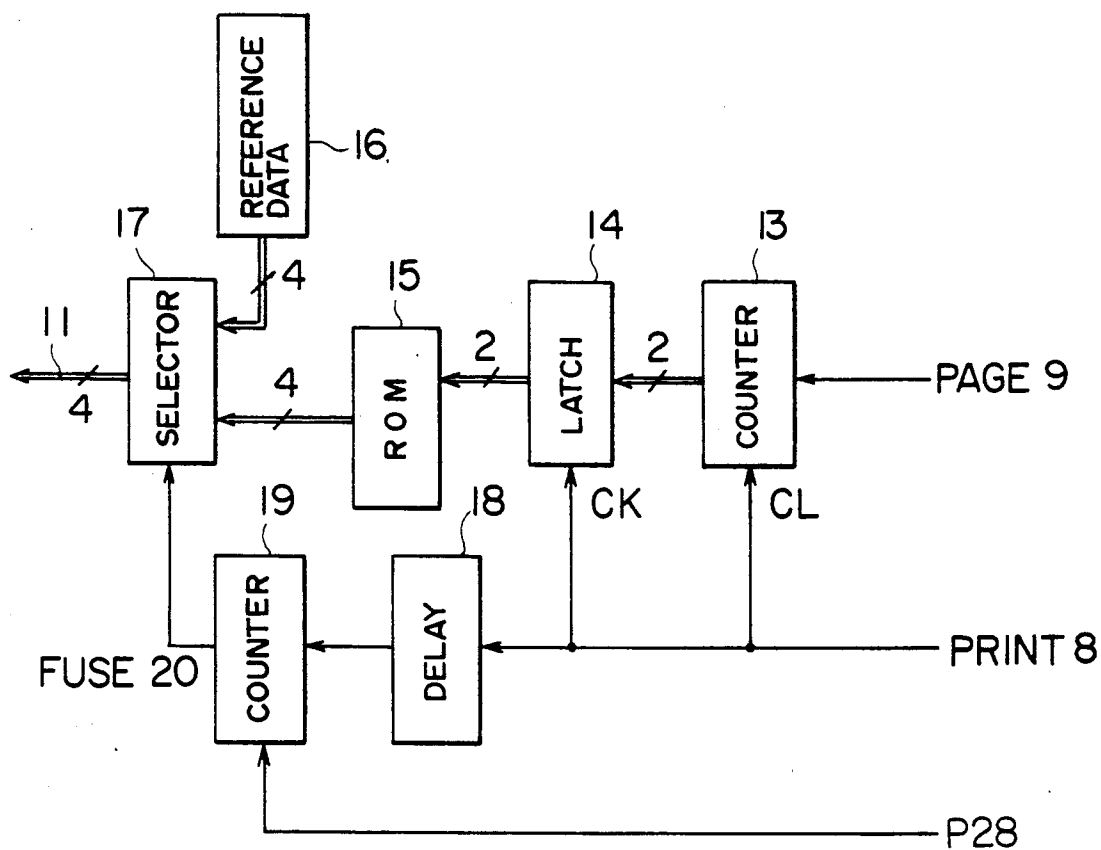 REFERENCE
DATA
16
17
4
14
13
15
11
4
SELECTOR
4
ROM
2
LATCH
2
COUNTER
PAGE 9
CK
CL
19
18
FUSE 20
COUNTER
DELAY
PRINT 8
P28